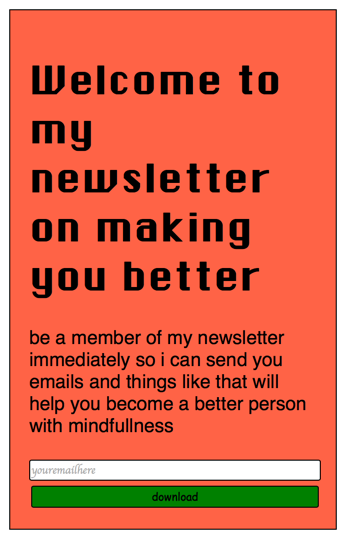 Welcome to
my
newsletter
on making
you better
be a member of my newsletter
immediately so i can send you
emails and things like that will
help you become a better person
with mindfullness
youremailhere
download